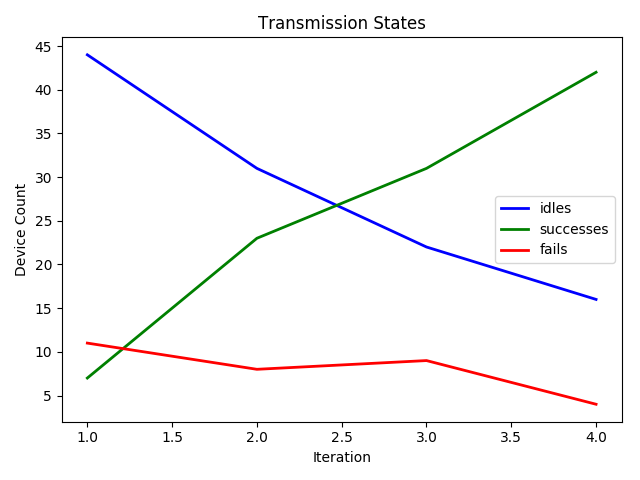 Transmission States
Device Count
45
40
35
30
25
20
15
10
5
idles
successes
fails
1.0 1.5 2.0 2.5 3.0 3.5 4.0
Iteration